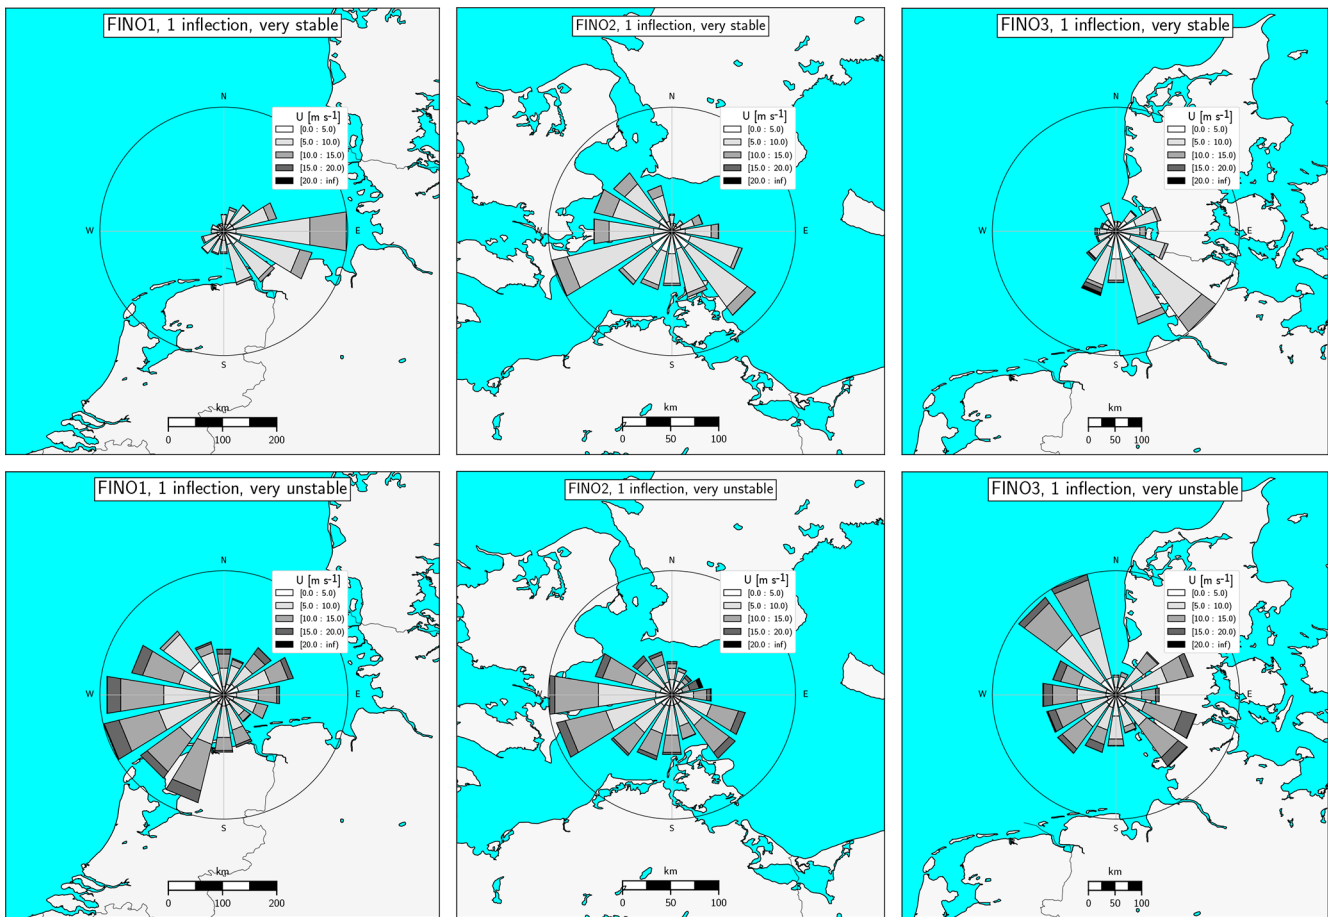 FINO1, 1 inflection, very stable
N
U [m s-1]
[0.0 : 5.0)
[5.0 : 10.0)
[10.0 : 15.0)
[15.0 : 20.0)
[20.0 : inf)
W
E
S
km
0 100 200
FINO2, 1 inflection, very stable
N
U [m s-1]
[0.0 : 5.0)
[5.0 : 10.0)
[10.0 : 15.0)
[15.0 : 20.0)
[20.0 : inf)
W
E
S
km
0 50 100
FINO3, 1 inflection, very stable
N
U [m s-1]
[0.0 : 5.0)
[5.0 : 10.0)
[10.0 : 15.0)
[15.0 : 20.0)
[20.0 : inf)
W
E
S
km
0 50 100
FINO1, 1 inflection, very unstable
N
U [m s-1]
[0.0 : 5.0)
[5.0 : 10.0)
[10.0 : 15.0)
[15.0 : 20.0)
[20.0 : inf)
W
E
S
km
0 100 200
FINO2, 1 inflection, very unstable
N
U [m s-1]
[0.0 : 5.0)
[5.0 : 10.0)
[10.0 : 15.0)
[15.0 : 20.0)
[20.0 : inf)
W
E
S
km
0 50 100
FINO3, 1 inflection, very unstable
N
U [m s-1]
[0.0 : 5.0)
[5.0 : 10.0)
[10.0 : 15.0)
[15.0 : 20.0)
[20.0 : inf)
W
E
S
km
0 50 100